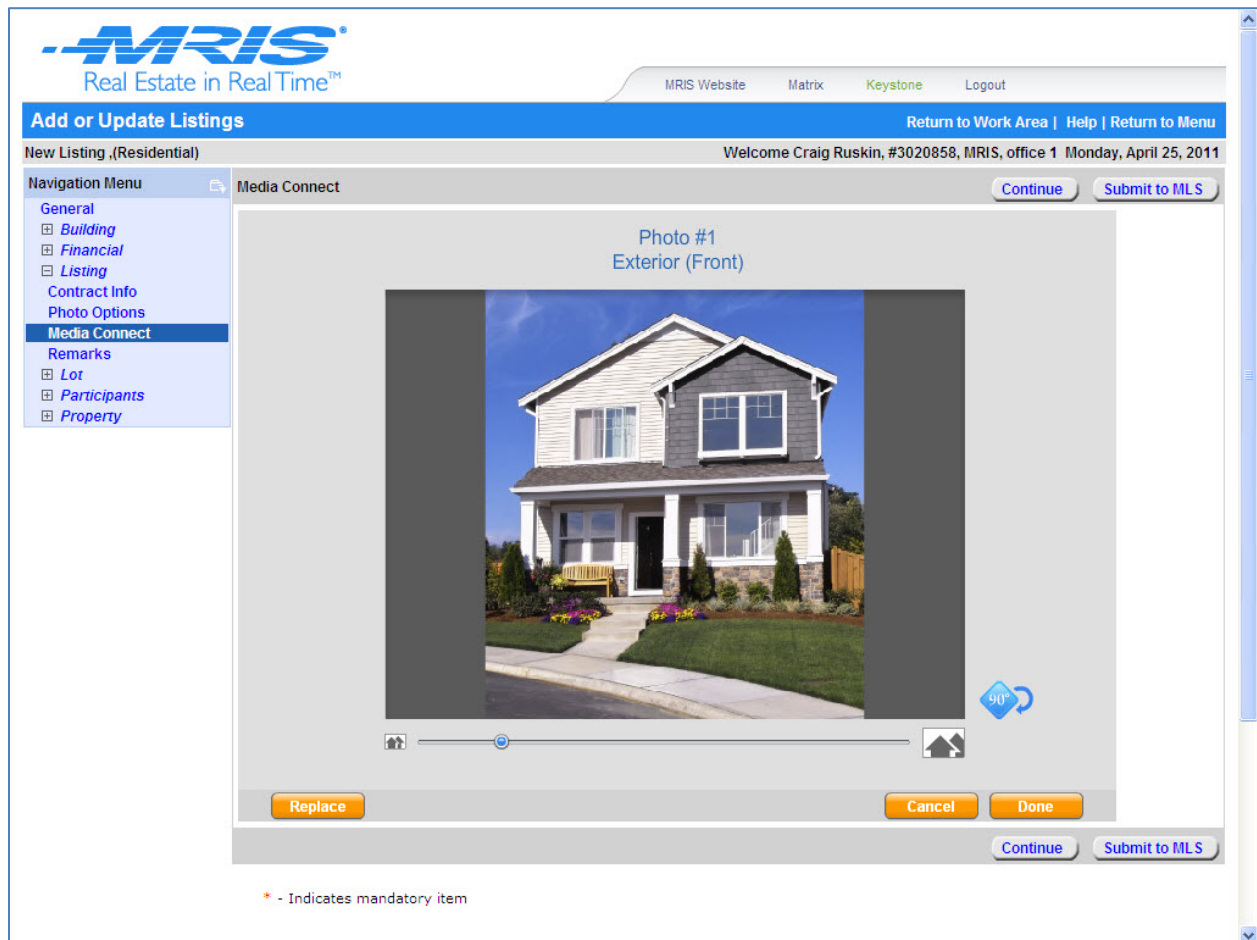 MRIS®
Real Estate in Real Time™
MRIS Website Matrix Keystone Logout
Add or Update Listings Return to Work Area | Help | Return to Menu
New Listing ,(Residential) Welcome Craig Ruskin, #3020858, MRIS, office 1 Monday, April 25, 2011
Navigation Menu
General
Building
Financial
Listing
Contract Info
Photo Options
Media Connect
Remarks
Lot
Participants
Property
Media Connect Continue Submit to MLS
Photo #1
Exterior (Front)
90°
Replace Cancel Done
Continue Submit to MLS
* - Indicates mandatory item